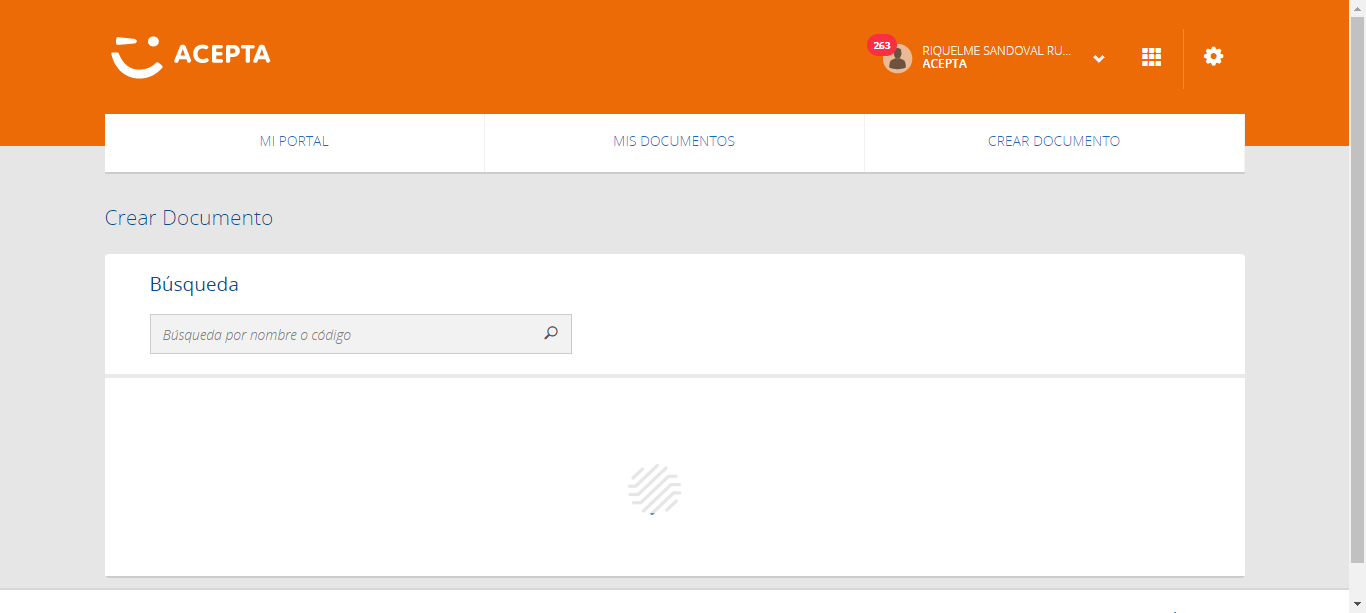 ACEPTA
263
RIQUELME SANDOVAL RU...
ACEPTA
MI PORTAL
MIS DOCUMENTOS
CREAR DOCUMENTO
Crear Documento
Búsqueda
Búsqueda por nombre o código